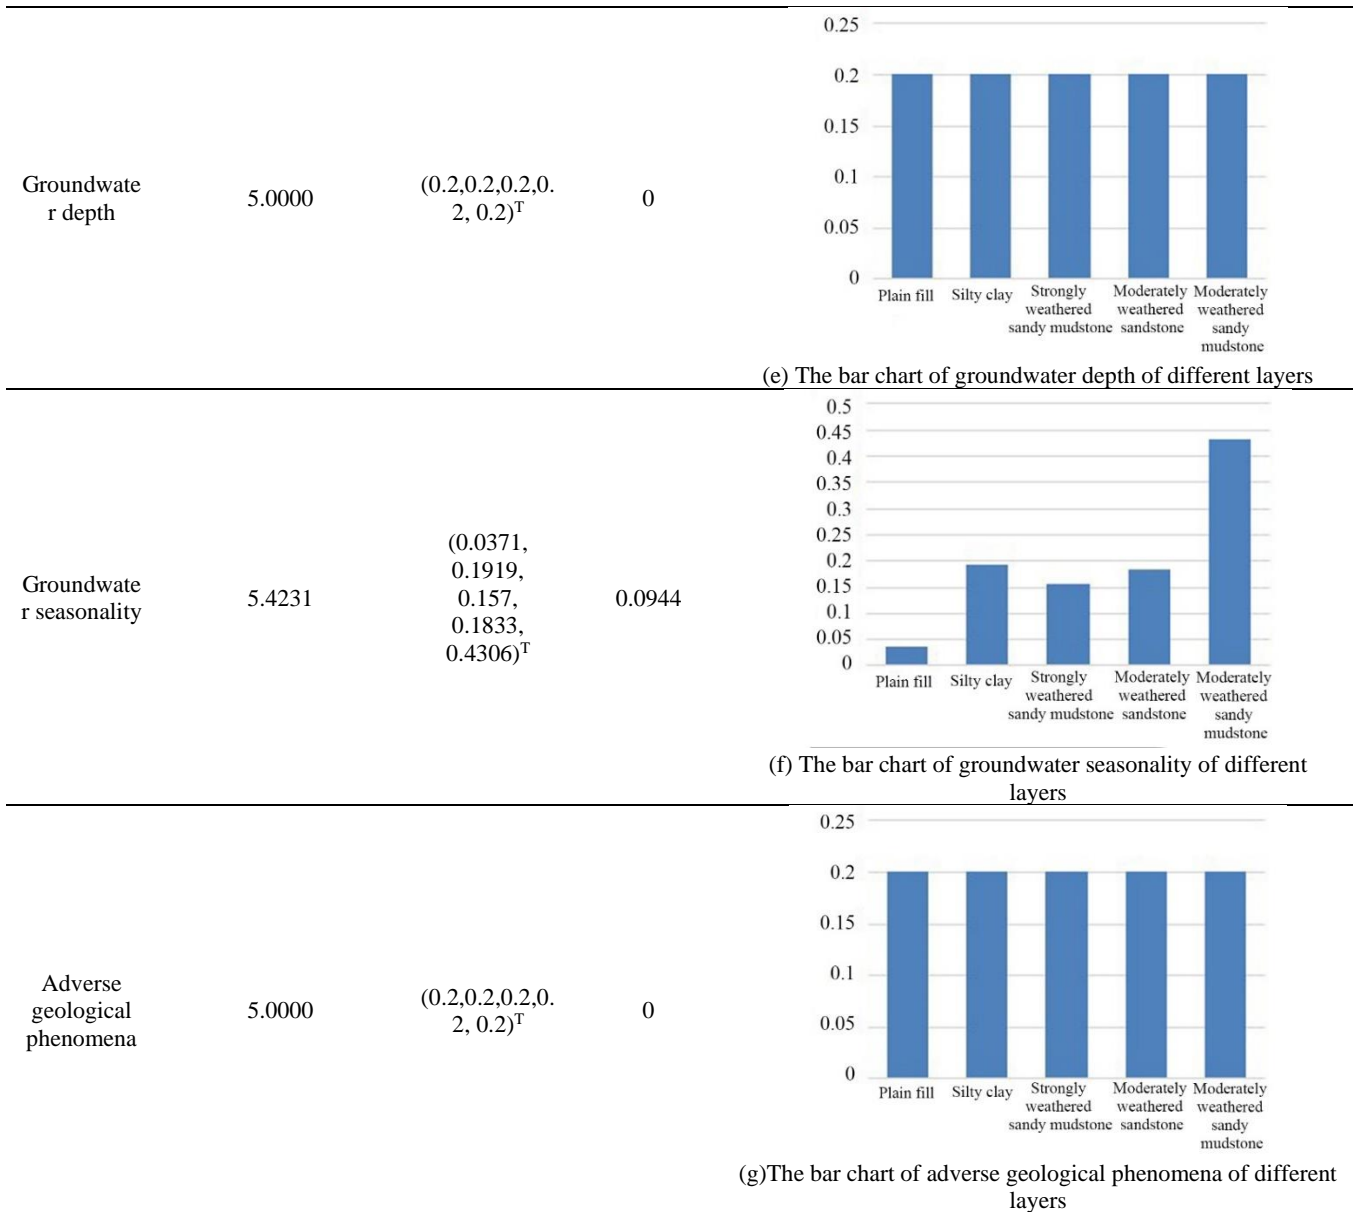 Groundwate
r depth
5.0000
(0.2,0.2,0.2,0.
2, 0.2)T
0
0.25
0.2
0.15
0.1
0.05
0
Plain fill Silty clay Strongly Moderately Moderately
weathered weathered weathered
sandy mudstone sandstone sandy
mudstone
(e) The bar chart of groundwater depth of different layers
Groundwate
r seasonality
5.4231
(0.0371,
0.1919,
0.157,
0.1833,
0.4306)T
0.0944
0.5
0.45
0.4
0.35
0.3
0.25
0.2
0.15
0.1
0.05
0
Plain fill Silty clay Strongly Moderately Moderately
weathered weathered weathered
sandy mudstone sandstone sandy
mudstone
(f) The bar chart of groundwater seasonality of different
layers
Adverse
geological
phenomena
5.0000
(0.2,0.2,0.2,0.
2, 0.2)T
0
0.25
0.2
0.15
0.1
0.05
0
Plain fill Silty clay Strongly Moderately Moderately
weathered weathered weathered
sandy mudstone sandstone sandy
mudstone
(g)The bar chart of adverse geological phenomena of different
layers